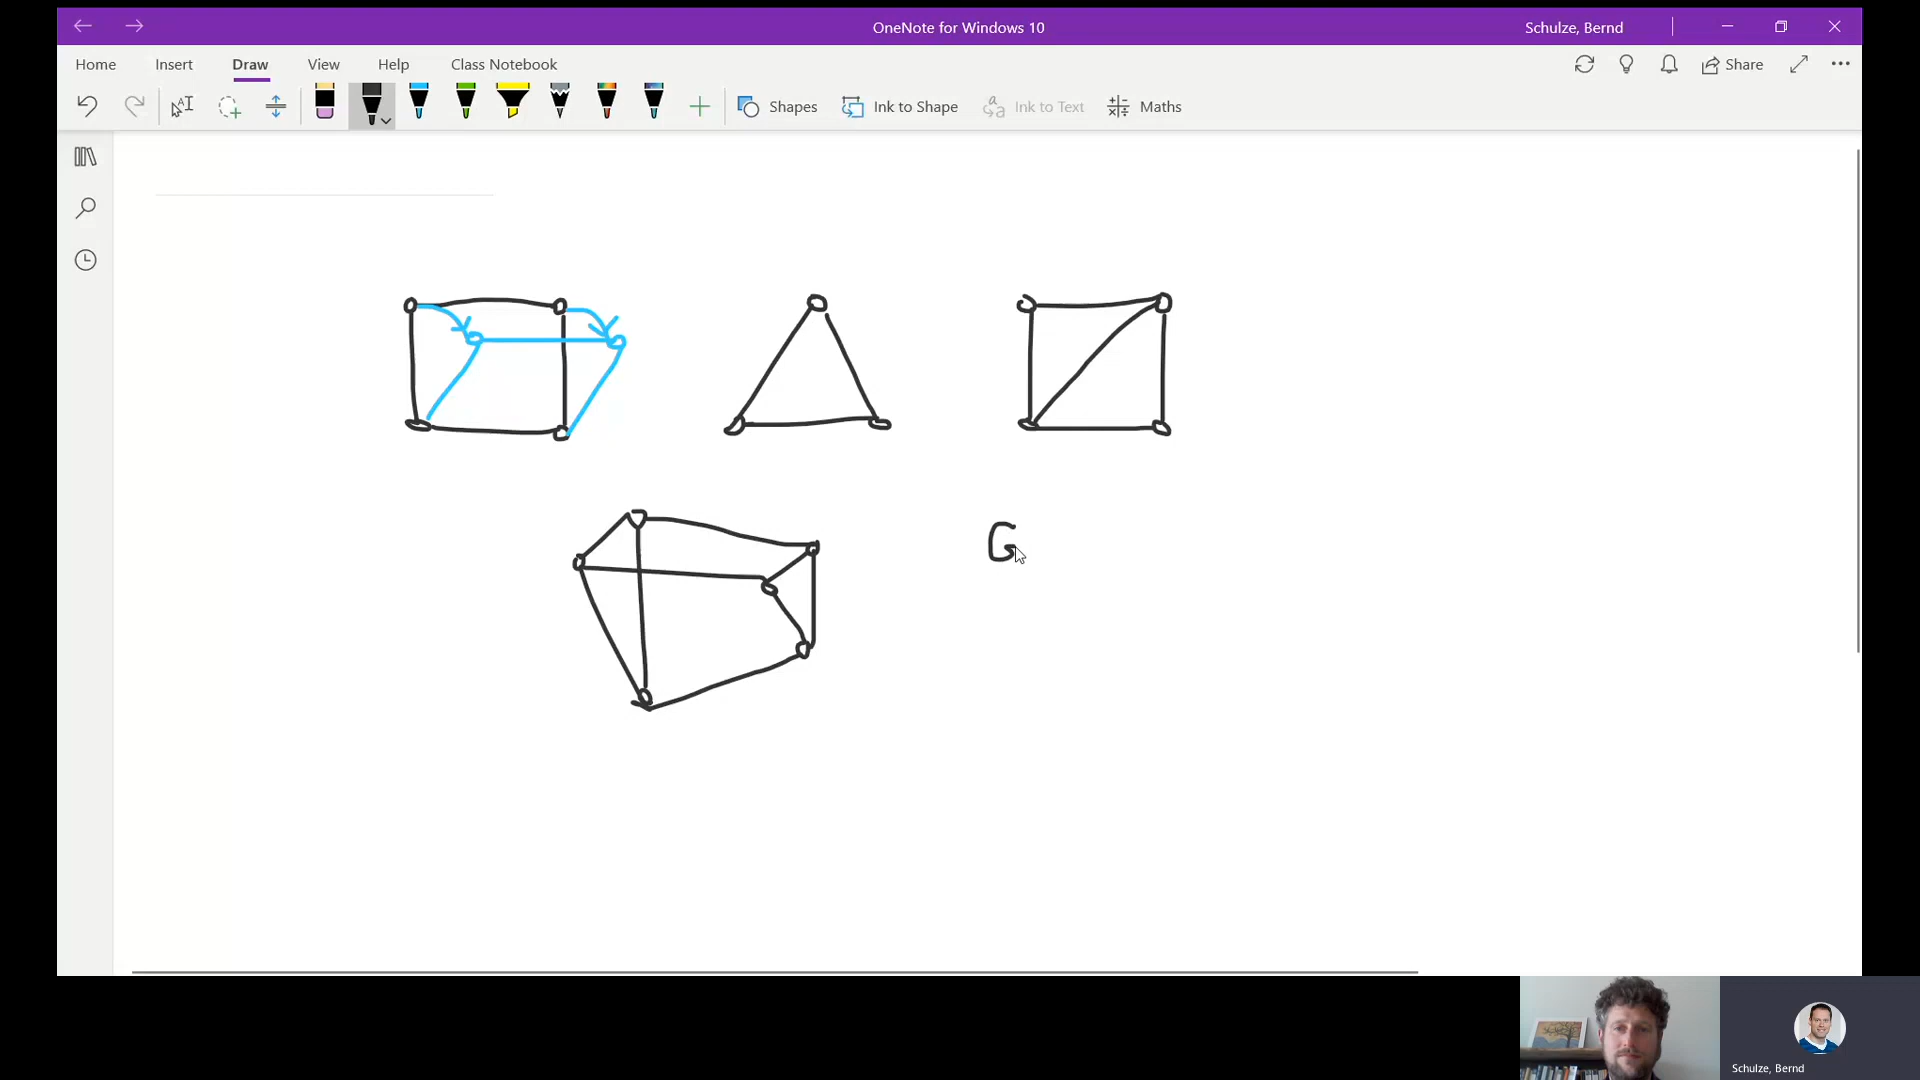 OneNote for Windows 10 Schulze, Bernd
Home Insert Draw View Help Class Notebook Share
Shapes Ink to Shape Ink to Text Maths
G
Schulze, Bernd